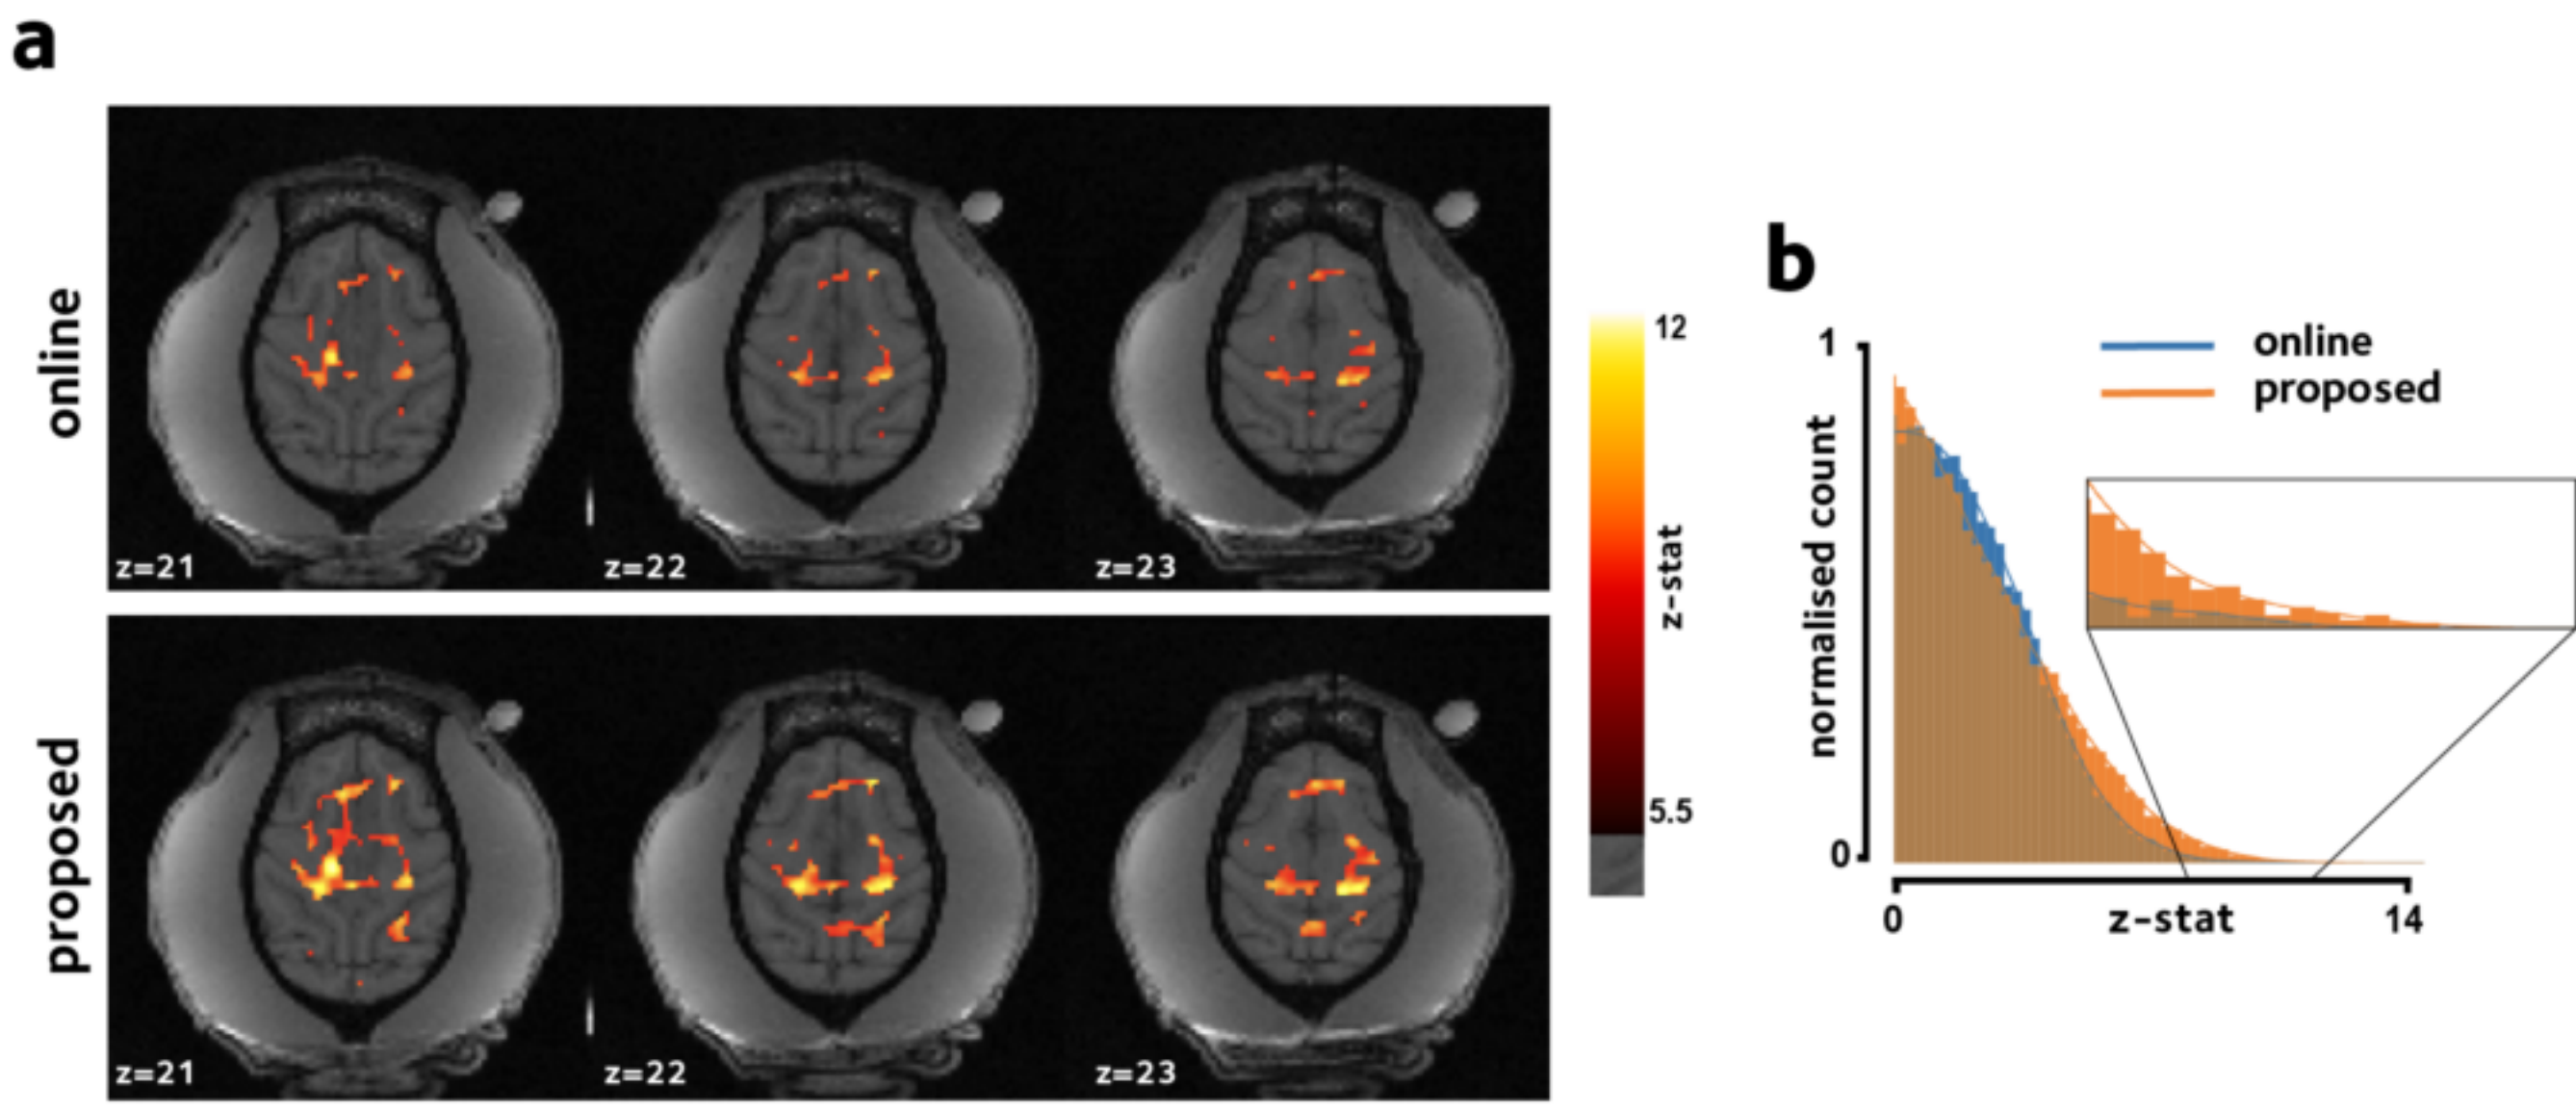 a
online
z=21
z=22
z=23
proposed
z=21
z=22
z=23
12
z-stat
5.5
b
1
normalised count
0
online
proposed
0
z-stat
14